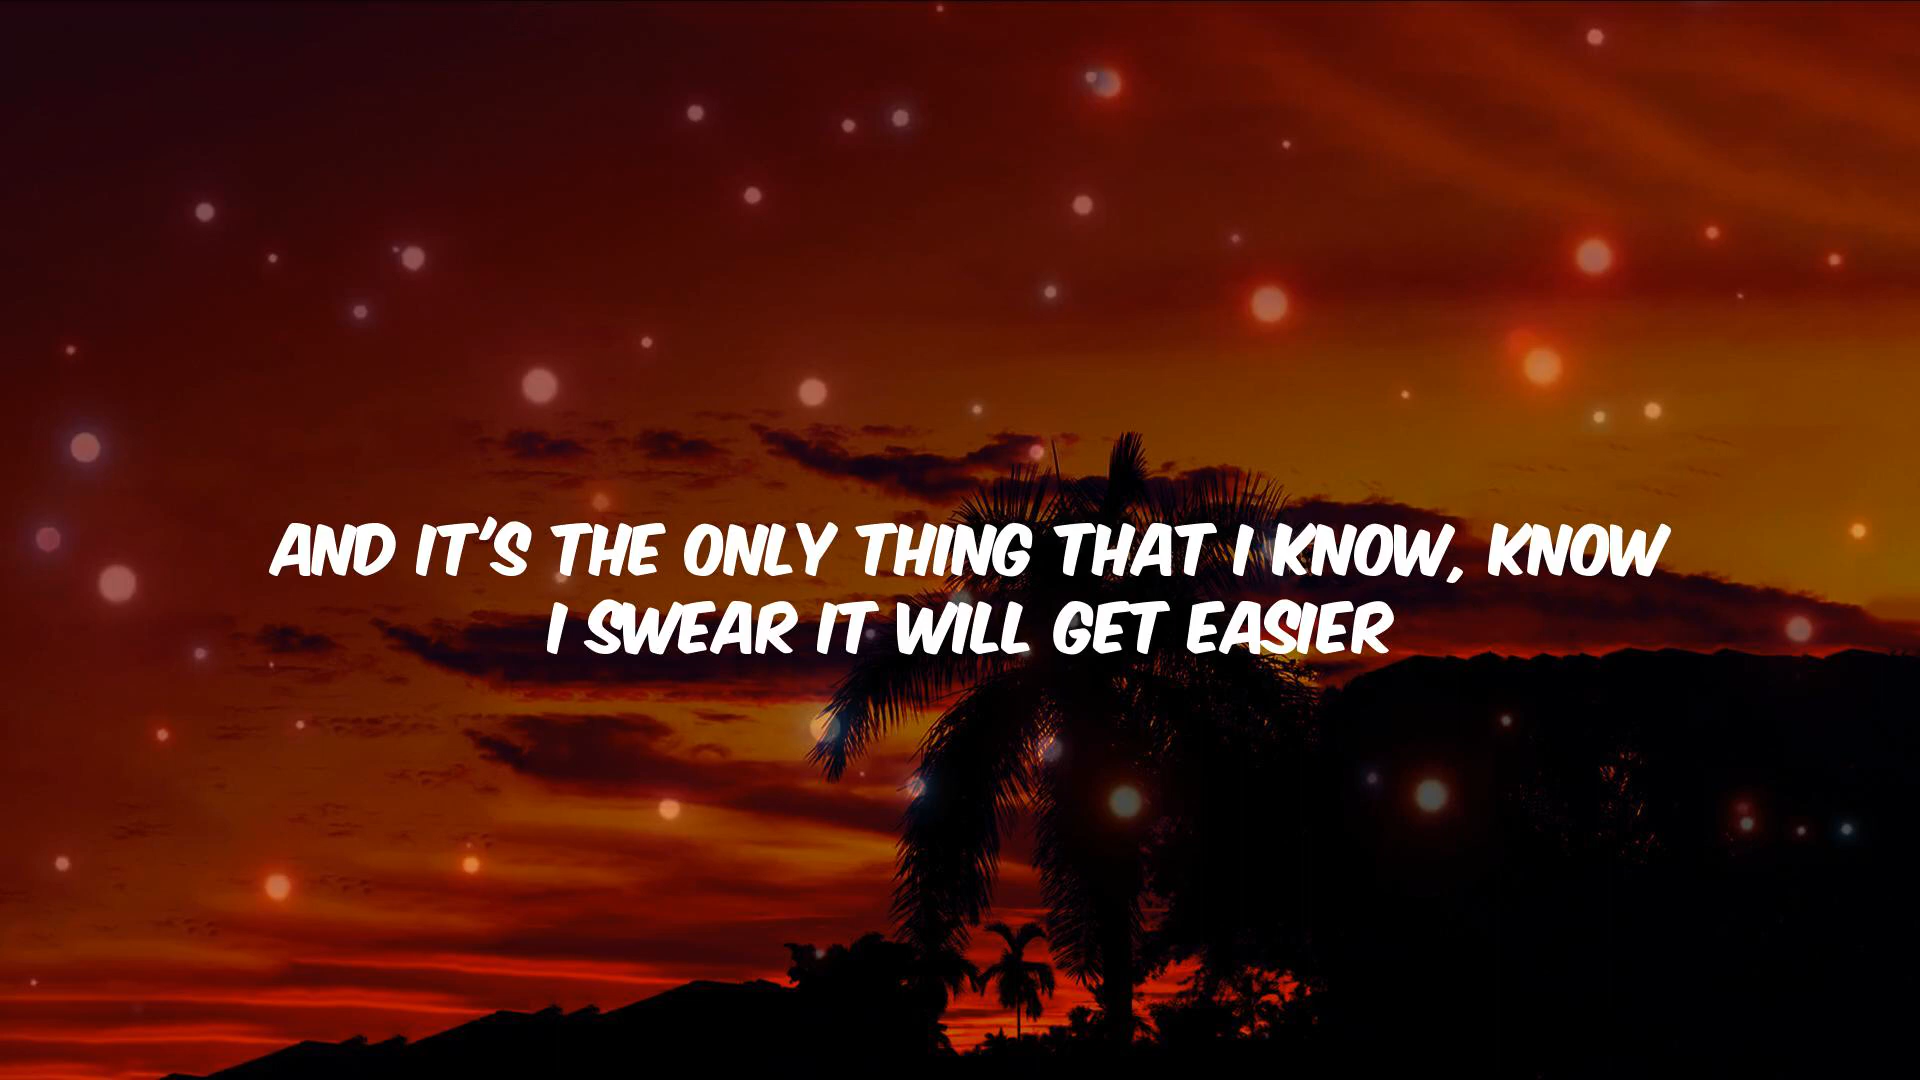 AND IT'S THE ONLY THING THAT I KNOW, KNOW
I SWEAR IT WILL GET EASIER